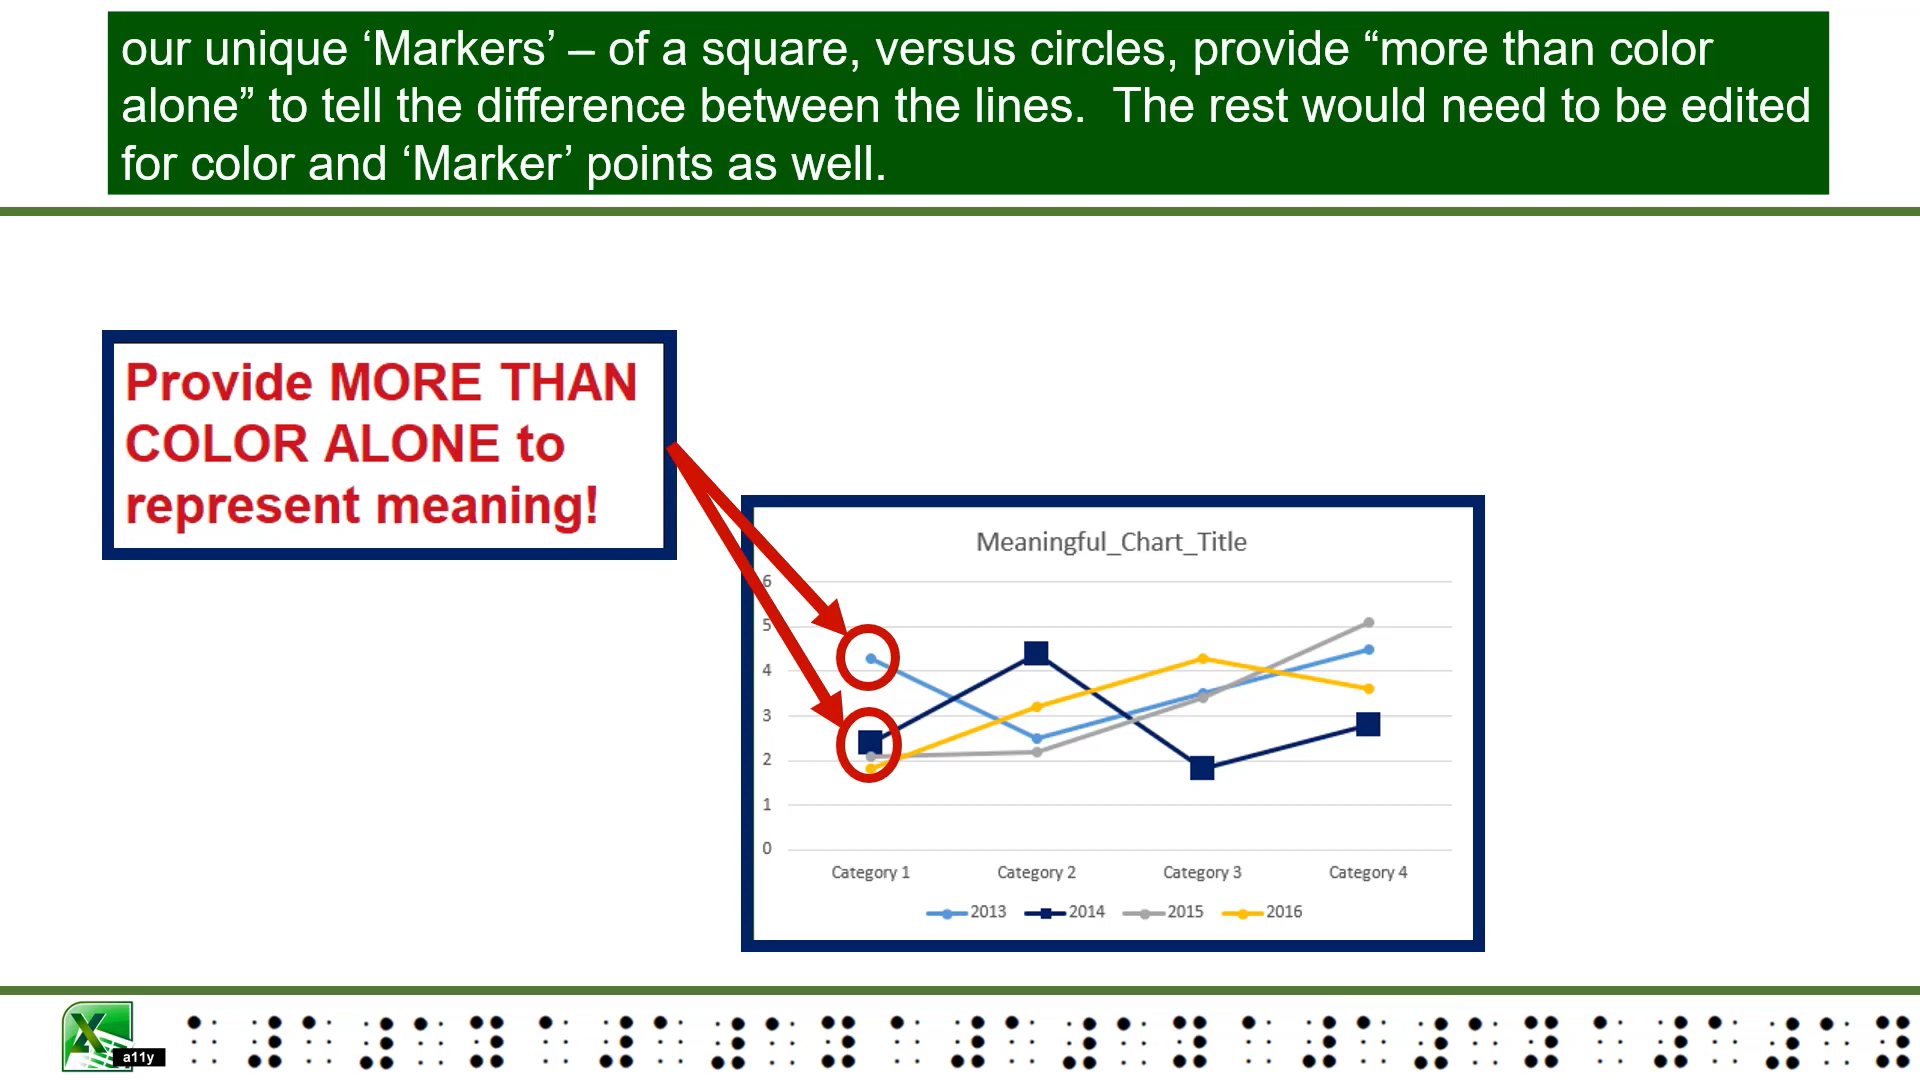 our unique ‘Markers’ – of a square, versus circles, provide “more than color
alone” to tell the difference between the lines.  The rest would need to be edited
for color and ‘Marker’ points as well.
Provide MORE THAN
COLOR ALONE to
represent meaning!
Meaningful_Chart_Title
6
5
4
3
2
1
0
Category 1 Category 2 Category 3 Category 4
2013 2014 2015 2016
X
a11y